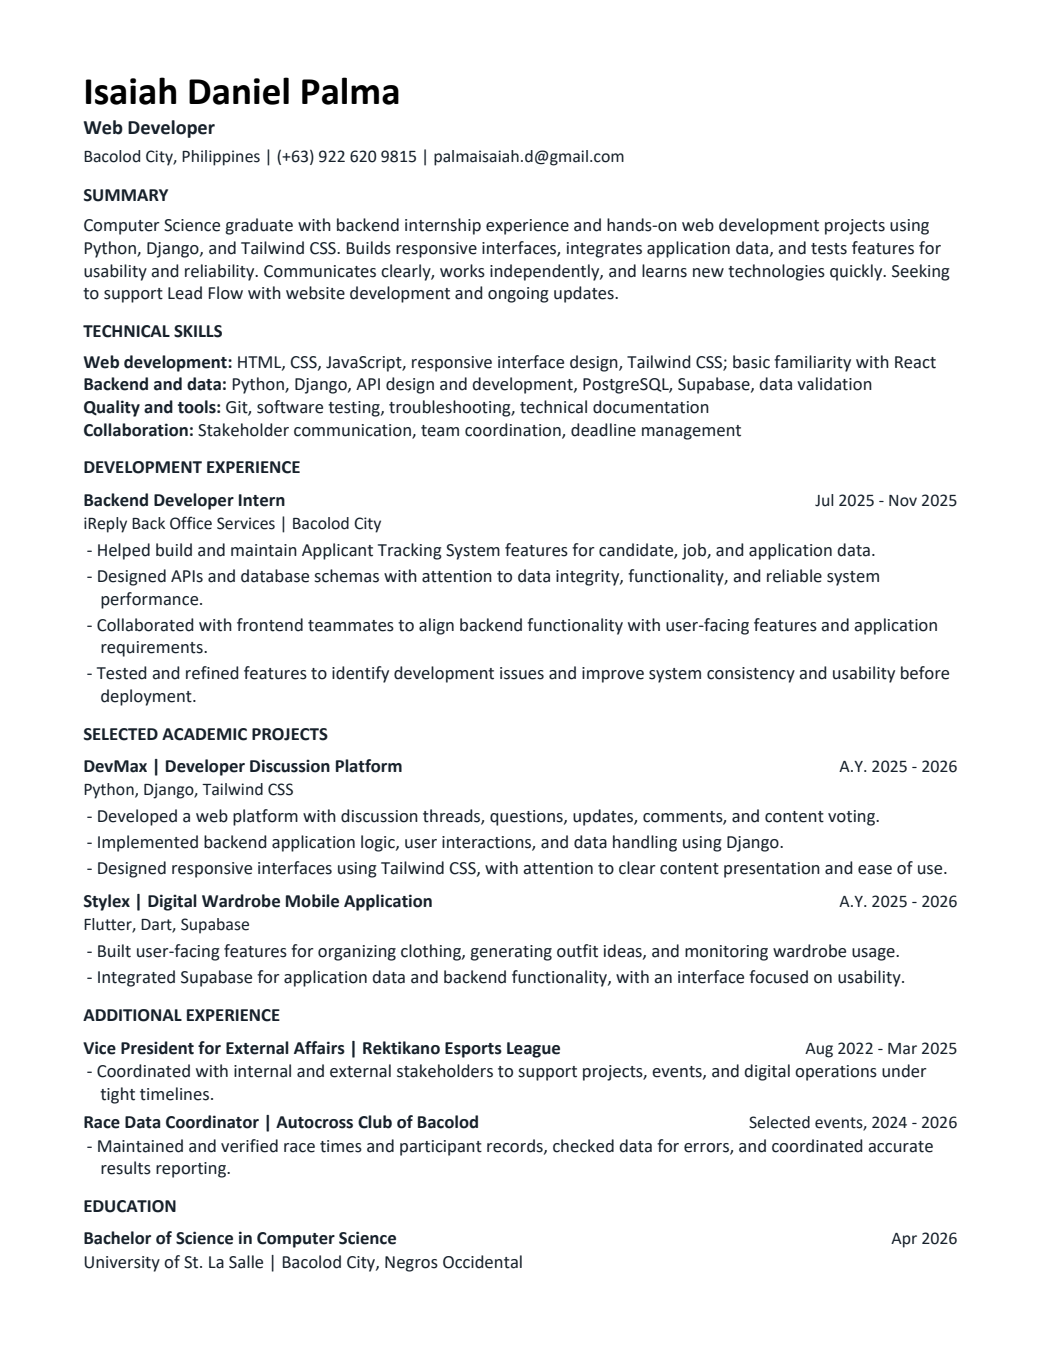 Isaiah Daniel Palma
Web Developer
Bacolod City, Philippines | (+63) 922 620 9815 | palmaisaiah.d@gmail.com
SUMMARY
Computer Science graduate with backend internship experience and hands-on web development projects using
Python, Django, and Tailwind CSS. Builds responsive interfaces, integrates application data, and tests features for
usability and reliability. Communicates clearly, works independently, and learns new technologies quickly. Seeking
to support Lead Flow with website development and ongoing updates.
TECHNICAL SKILLS
Web development: HTML, CSS, JavaScript, responsive interface design, Tailwind CSS; basic familiarity with React
Backend and data: Python, Django, API design and development, PostgreSQL, Supabase, data validation
Quality and tools: Git, software testing, troubleshooting, technical documentation
Collaboration: Stakeholder communication, team coordination, deadline management
DEVELOPMENT EXPERIENCE
Backend Developer Intern Jul 2025 - Nov 2025
iReply Back Office Services | Bacolod City
- Helped build and maintain Applicant Tracking System features for candidate, job, and application data.
- Designed APIs and database schemas with attention to data integrity, functionality, and reliable system
performance.
- Collaborated with frontend teammates to align backend functionality with user-facing features and application
requirements.
- Tested and refined features to identify development issues and improve system consistency and usability before
deployment.
SELECTED ACADEMIC PROJECTS
DevMax | Developer Discussion Platform A.Y. 2025 - 2026
Python, Django, Tailwind CSS
- Developed a web platform with discussion threads, questions, updates, comments, and content voting.
- Implemented backend application logic, user interactions, and data handling using Django.
- Designed responsive interfaces using Tailwind CSS, with attention to clear content presentation and ease of use.
Stylex | Digital Wardrobe Mobile Application A.Y. 2025 - 2026
Flutter, Dart, Supabase
- Built user-facing features for organizing clothing, generating outfit ideas, and monitoring wardrobe usage.
- Integrated Supabase for application data and backend functionality, with an interface focused on usability.
ADDITIONAL EXPERIENCE
Vice President for External Affairs | Rektikano Esports League Aug 2022 - Mar 2025
- Coordinated with internal and external stakeholders to support projects, events, and digital operations under
tight timelines.
Race Data Coordinator | Autocross Club of Bacolod Selected events, 2024 - 2026
- Maintained and verified race times and participant records, checked data for errors, and coordinated accurate
results reporting.
EDUCATION
Bachelor of Science in Computer Science Apr 2026
University of St. La Salle | Bacolod City, Negros Occidental